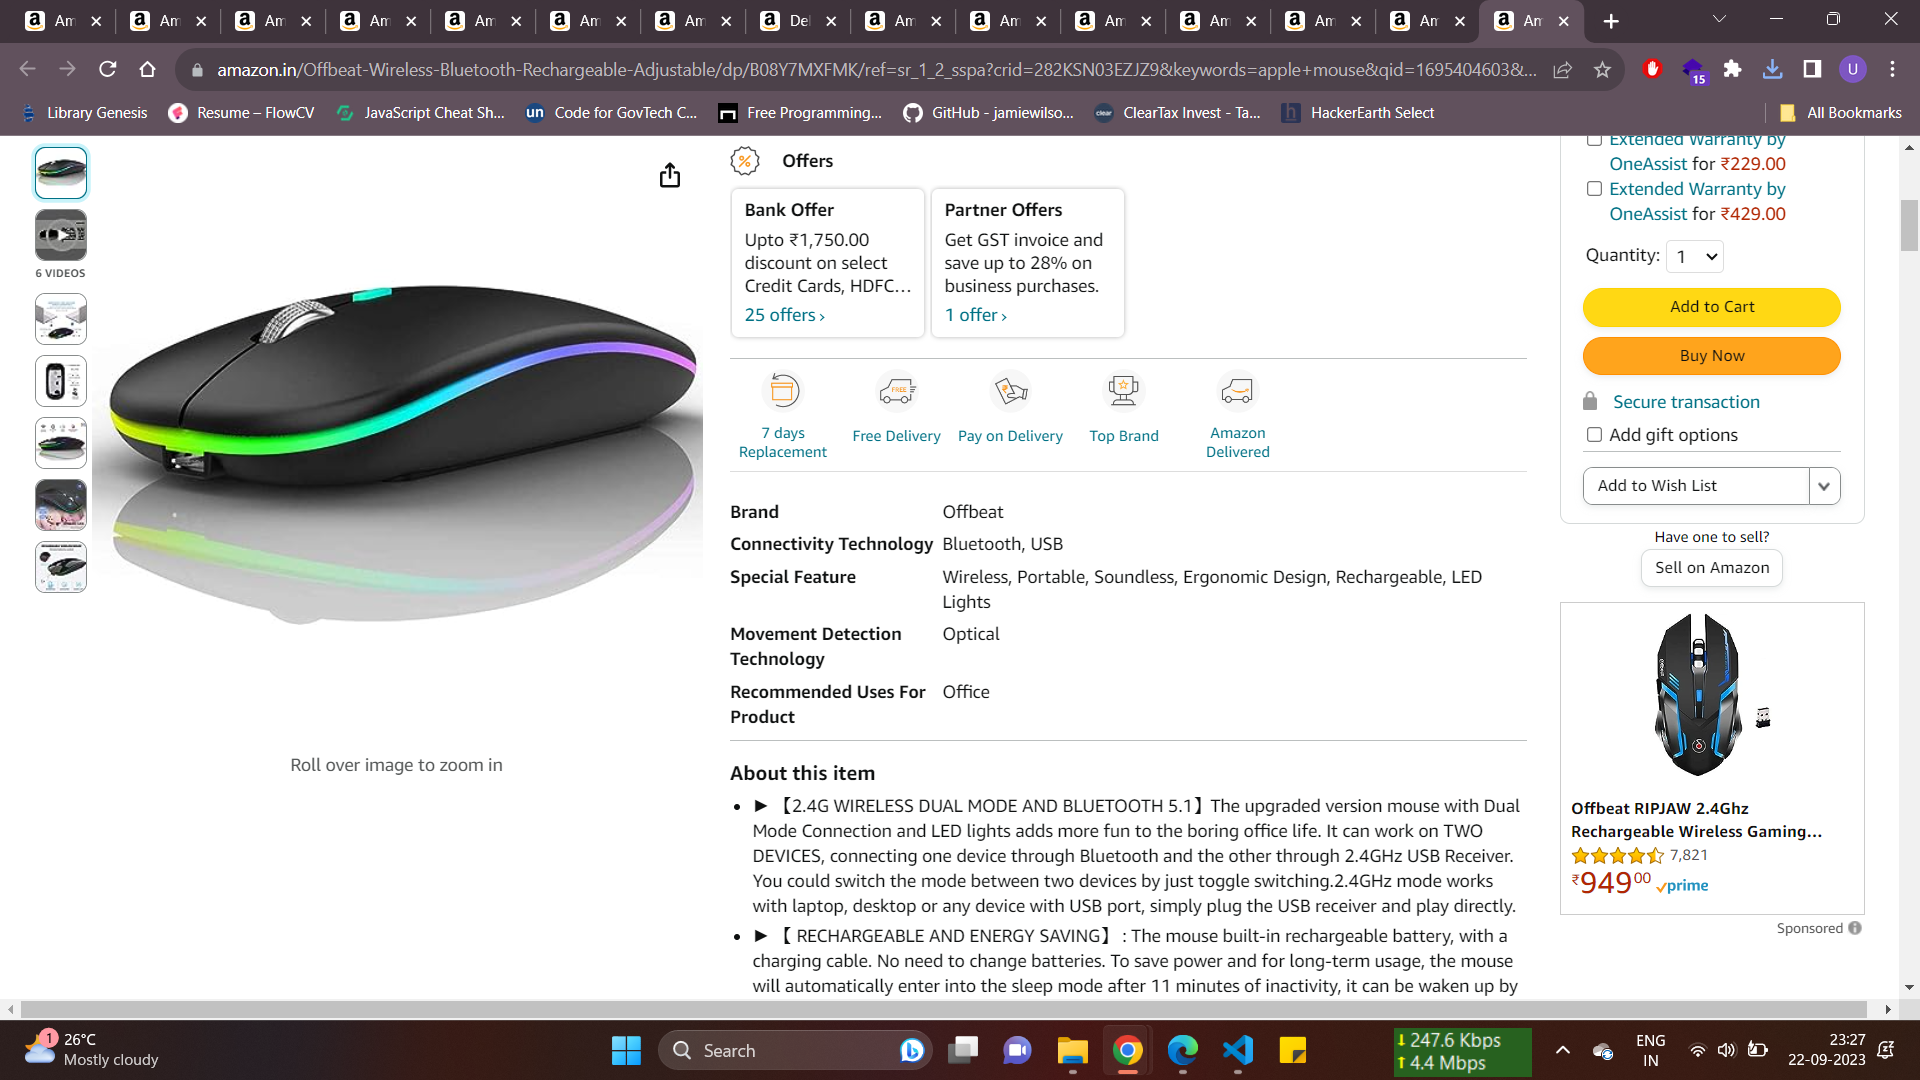 Am
Am
Am
Am
Am
Am
Am
Del
Am
Am
Am
Am
Am
Am
Am
amazon.in/Offbeat-Wireless-Bluetooth-Rechargeable-Adjustable/dp/B08Y7MXFMK/ref=sr_1_2_sspa?crid=282KSN03EZJZ9&keywords=apple+mouse&qid=1695404603&...
15
U
Library Genesis
Resume – FlowCV
JavaScript Cheat Sh...
un
Code for GovTech C...
Free Programming...
GitHub - jamiewilso...
clear
ClearTax Invest - Ta...
h
HackerEarth Select
All Bookmarks
6 VIDEOS
Roll over image to zoom in
Offers
Bank Offer
Upto ₹1,750.00
discount on select
Credit Cards, HDFC…
25 offers ›
Partner Offers
Get GST invoice and
save up to 28% on
business purchases.
1 offer ›
7 days
Replacement
FREE
Free Delivery
Pay on Delivery
Top Brand
Amazon
Delivered
Brand Offbeat
Connectivity Technology Bluetooth, USB
Special Feature Wireless, Portable, Soundless, Ergonomic Design, Rechargeable, LED
Lights
Movement Detection Optical
Technology
Recommended Uses For Office
Product
About this item
• ► 【2.4G WIRELESS DUAL MODE AND BLUETOOTH 5.1】The upgraded version mouse with Dual
Mode Connection and LED lights adds more fun to the boring office life. It can work on TWO
DEVICES, connecting one device through Bluetooth and the other through 2.4GHz USB Receiver.
You could switch the mode between two devices by just toggle switching.2.4GHz mode works
with laptop, desktop or any device with USB port, simply plug the USB receiver and play directly.
• ► 【 RECHARGEABLE AND ENERGY SAVING】 : The mouse built-in rechargeable battery, with a
charging cable. No need to change batteries. To save power and for long-term usage, the mouse
will automatically enter into the sleep mode after 11 minutes of inactivity, it can be waken up by
Extended Warranty by
OneAssist for ₹229.00
Extended Warranty by
OneAssist for ₹429.00
Quantity: 1
Add to Cart
Buy Now
Secure transaction
Add gift options
Add to Wish List
Have one to sell?
Sell on Amazon
Offbeat RIPJAW 2.4Ghz
Rechargeable Wireless Gaming…
7,821
₹949 00 prime
Sponsored
1
26°C
Mostly cloudy
Search
247.6 Kbps
4.4 Mbps
ENG
IN
23:27
22-09-2023